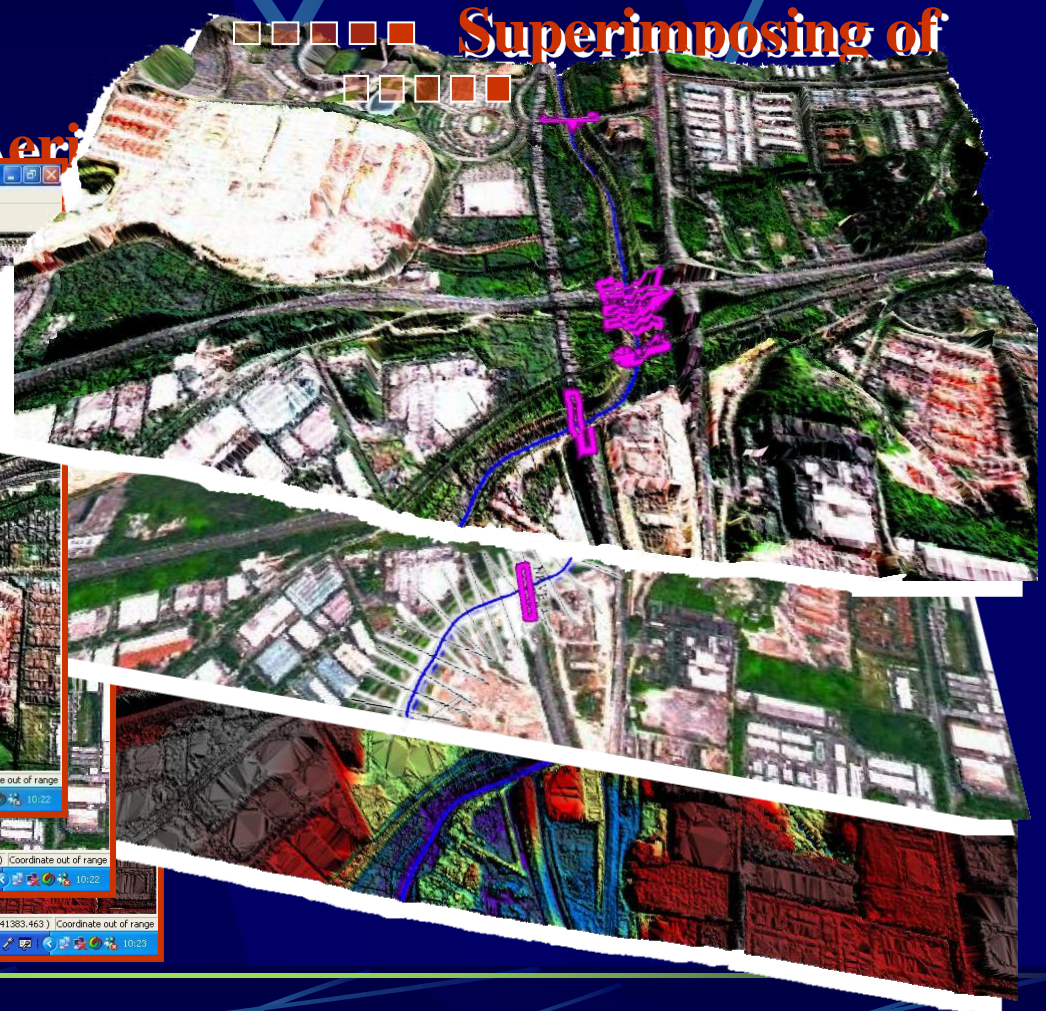 Superimposing of
eri
e out of range
10:22
) Coordinate out of range
10:22
41383.463 ) Coordinate out of range
10:23